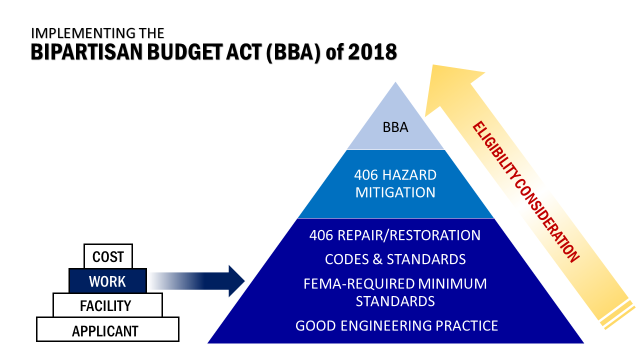 IMPLEMENTING THE
BIPARTISAN BUDGET ACT (BBA) of 2018
BBA
406 HAZARD
MITIGATION
406 REPAIR/RESTORATION
CODES & STANDARDS
FEMA-REQUIRED MINIMUM
STANDARDS
GOOD ENGINEERING PRACTICE
ELIGIBILITY CONSIDERATION
COST
WORK
FACILITY
APPLICANT